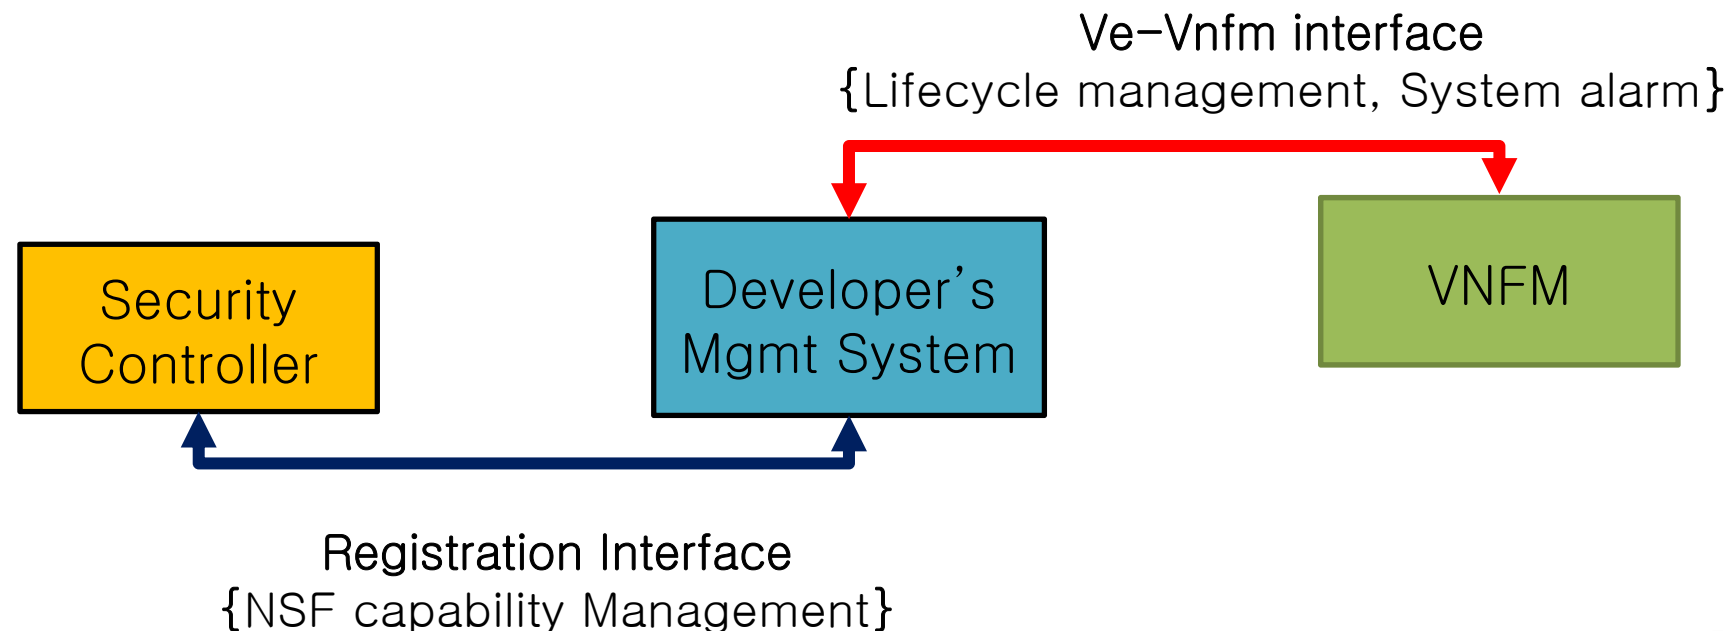 Ve-Vnfm interface
{Lifecycle management, System alarm}
Security
Controller
Developer's
Mgmt System
VNFM
Registration Interface
{NSF capability Management}